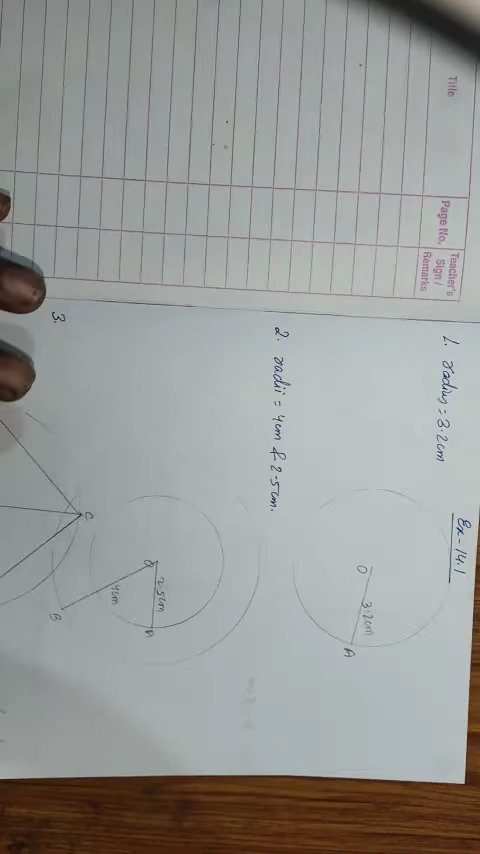 Title
Page No.
Teacher's
Sign /
Remarks
Ex-14.1
1. radius = 3.2cm
O
3.2cm
A
2. radii = 4cm & 2.5cm.
O
2.5cm
A
4cm
B
3.
C